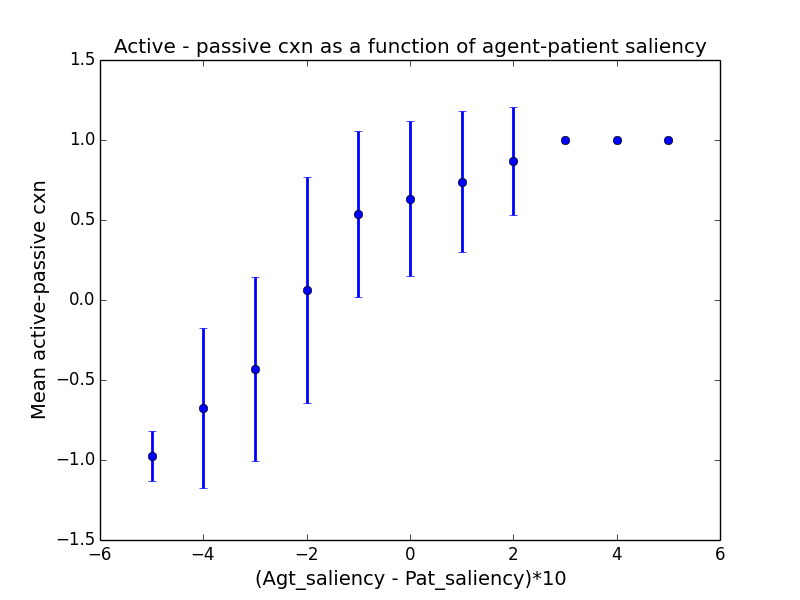 Active - passive cxn as a function of agent-patient saliency
1.5
1.0
0.5
0.0
−0.5
−1.0
−1.5
Mean active-passive cxn
−6 −4 −2 0 2 4 6
(Agt_saliency - Pat_saliency)*10